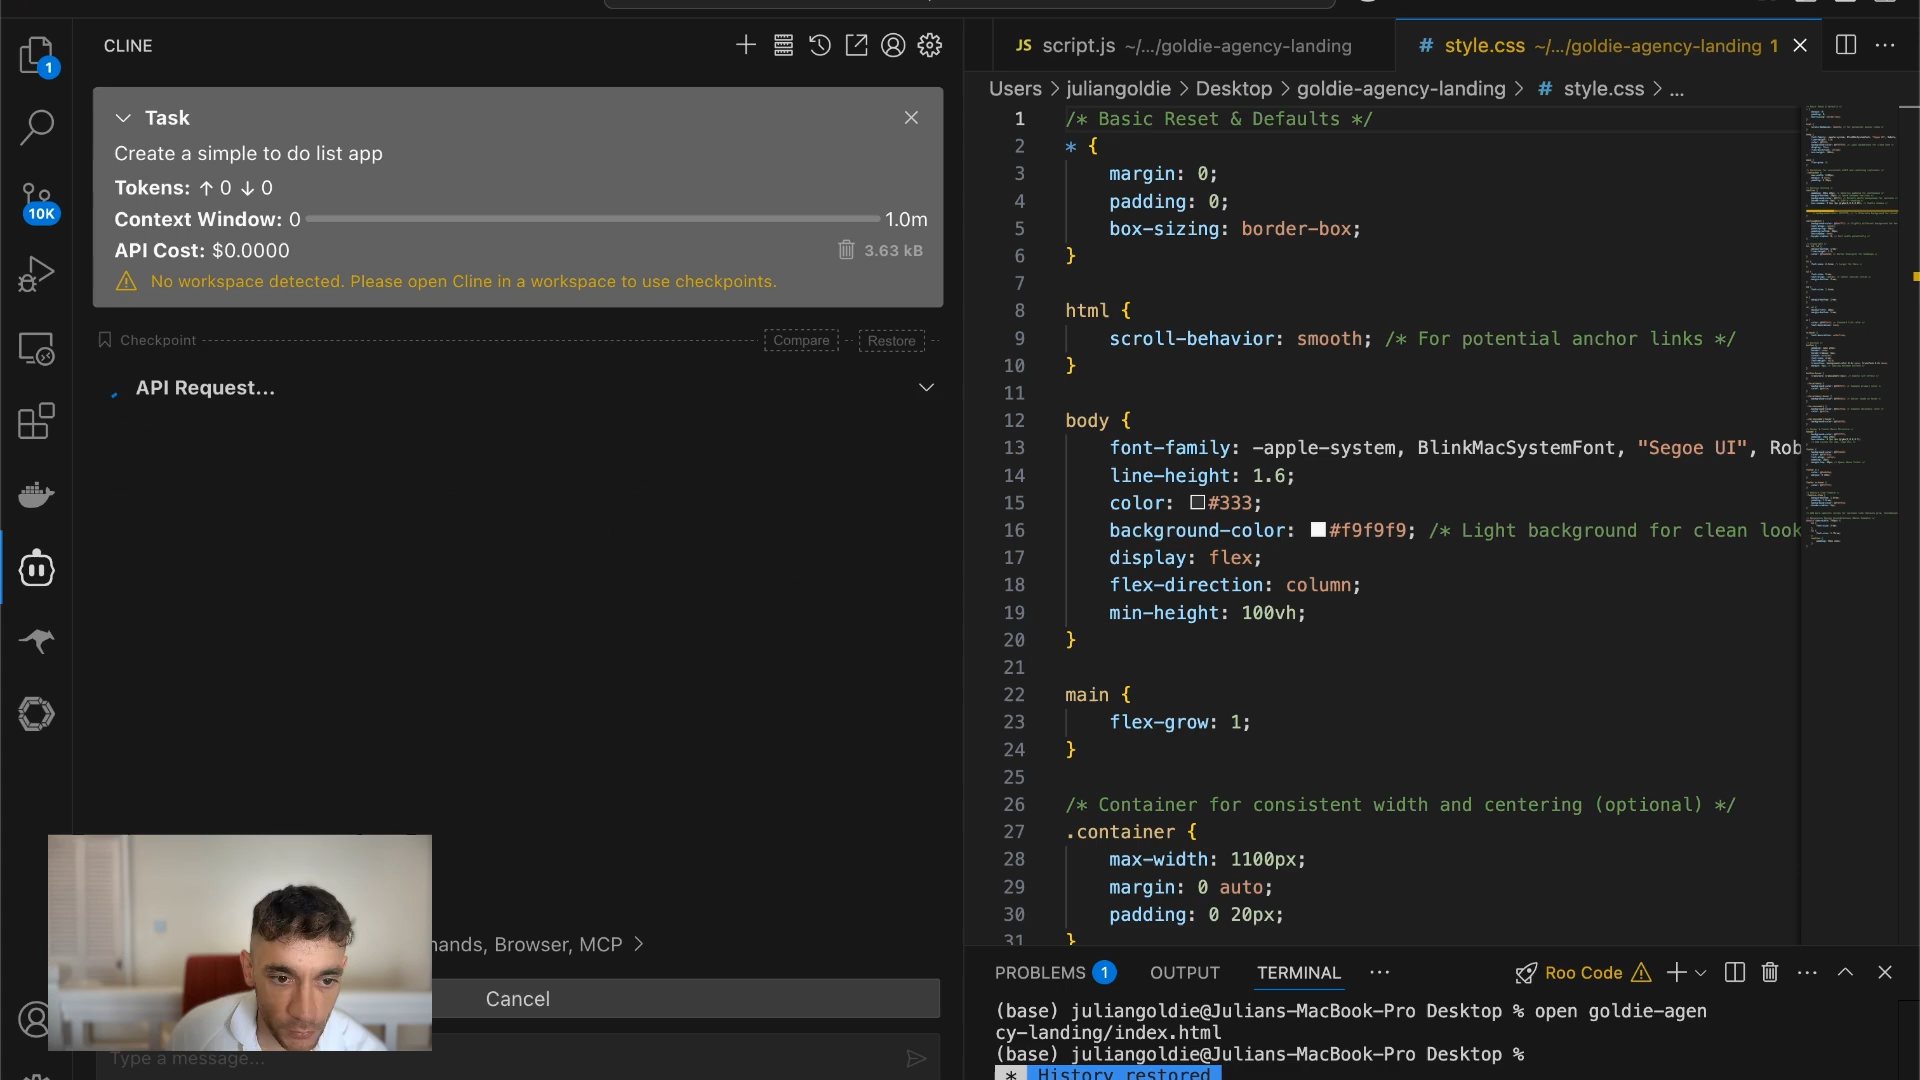 CLINE
JS script.js ~/.../goldie-agency-landing
# style.css ~/.../goldie-agency-landing 1
Users > juliangoldie > Desktop > goldie-agency-landing > # style.css > ...
1
10K
Task
Create a simple to do list app
Tokens: ↑ 0 ↓ 0
Context Window: 0 1.0m
API Cost: $0.0000
3.63 kB
No workspace detected. Please open Cline in a workspace to use checkpoints.
Checkpoint Compare Restore
API Request...
hands, Browser, MCP >
Cancel
Type a message...
1 /* Basic Reset & Defaults */
2 * {
3 margin: 0;
4 padding: 0;
5 box-sizing: border-box;
6 }
7
8 html {
9 scroll-behavior: smooth; /* For potential anchor links */
10 }
11
12 body {
13 font-family: -apple-system, BlinkMacSystemFont, "Segoe UI", Rob
14 line-height: 1.6;
15 color: #333;
16 background-color: #f9f9f9; /* Light background for clean look
17 display: flex;
18 flex-direction: column;
19 min-height: 100vh;
20 }
21
22 main {
23 flex-grow: 1;
24 }
25
26 /* Container for consistent width and centering (optional) */
27 .container {
28 max-width: 1100px;
29 margin: 0 auto;
30 padding: 0 20px;
31 }
PROBLEMS 1 OUTPUT TERMINAL ... Roo Code
(base) juliangoldie@Julians-MacBook-Pro Desktop % open goldie-agen
cy-landing/index.html
(base) juliangoldie@Julians-MacBook-Pro Desktop %
* History restored